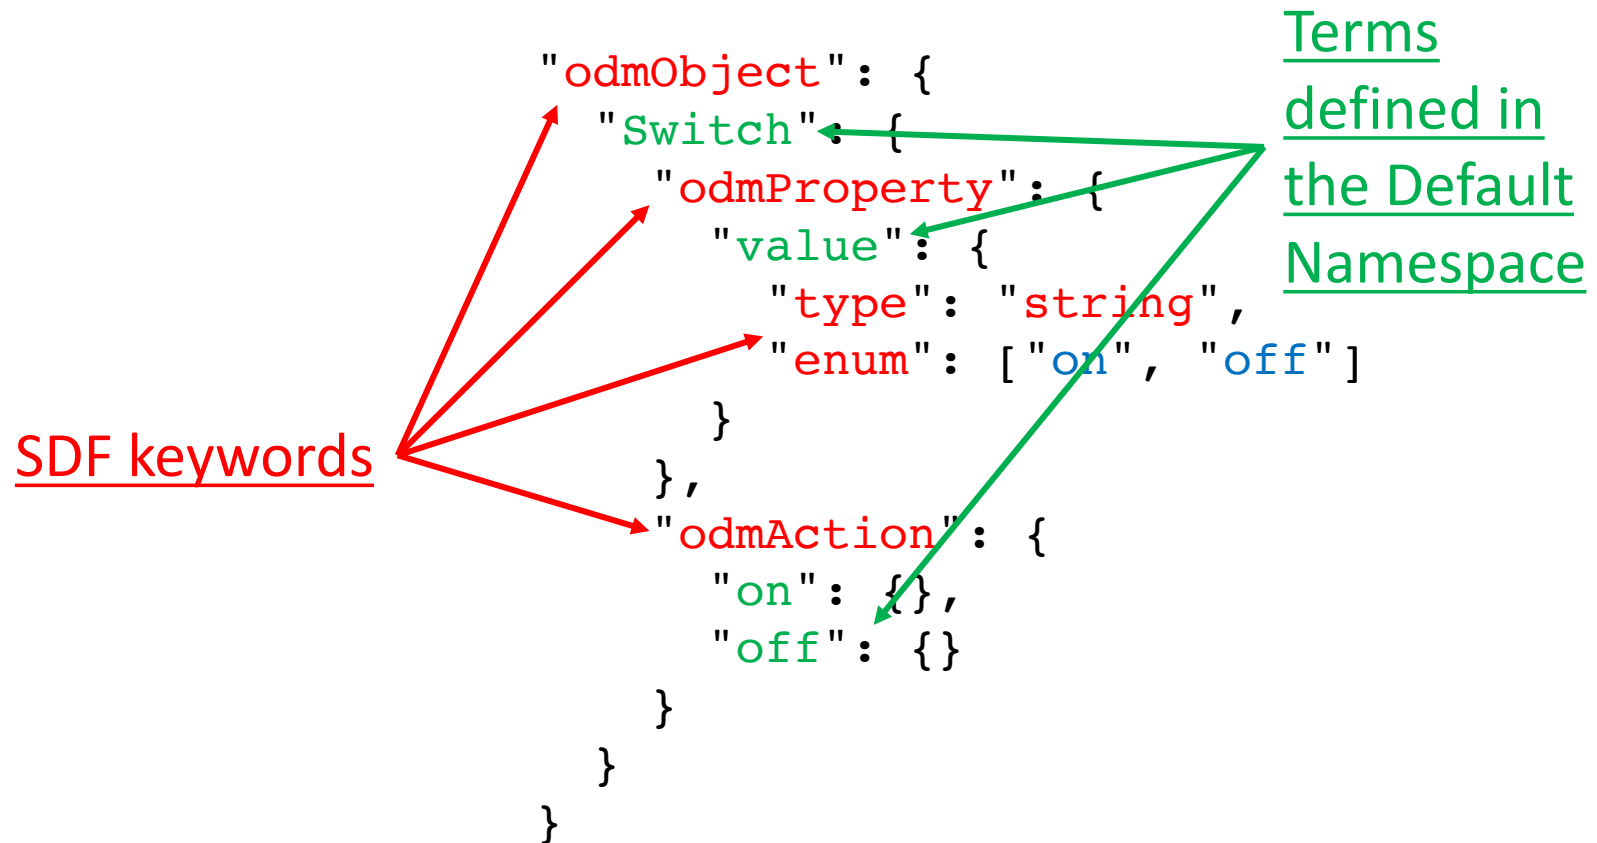 Terms
defined in
the Default
Namespace
"odmObject": {
"Switch": {
"odmProperty": {
"value": {
"type": "string",
"enum": ["on", "off"]
}
},
"odmAction": {
"on": {},
"off": {}
}
}
}
SDF keywords